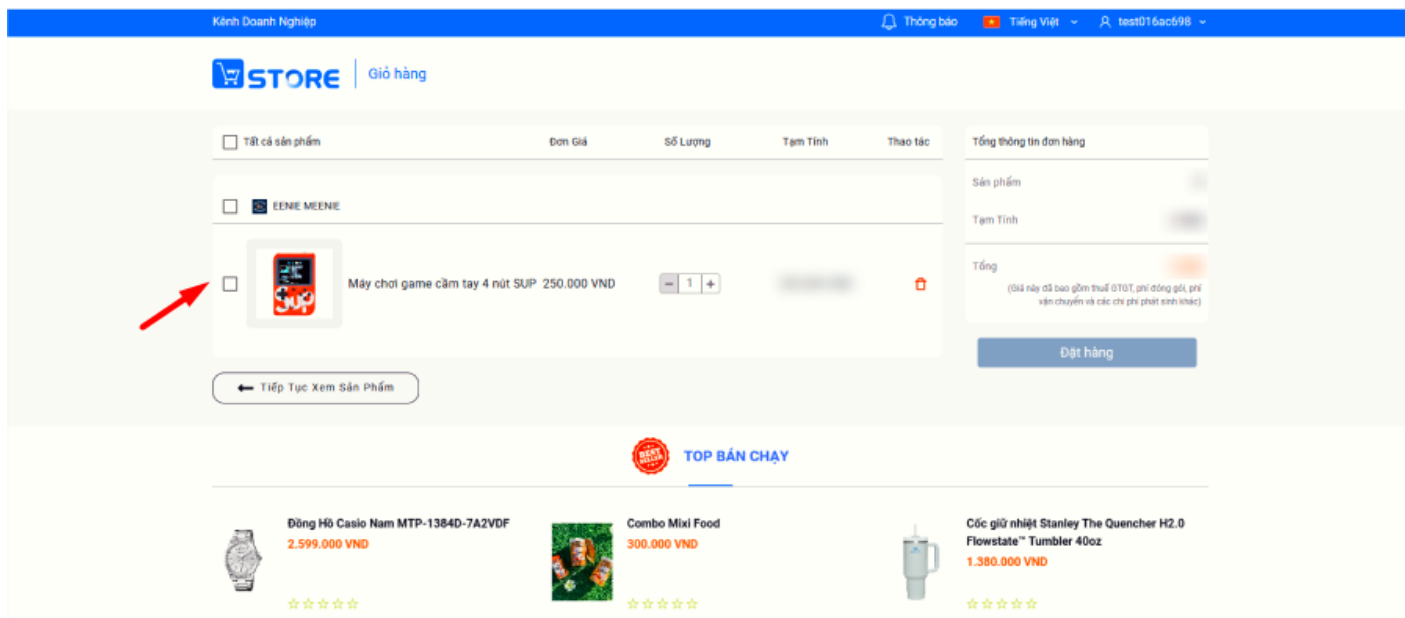 Kênh Doanh Nghiệp
Thông báo
Tiếng Việt
test016ac698
STORE
Giỏ hàng
Tất cả sản phẩm
Đơn Giá
Số Lượng
Tạm Tính
Thao tác
EENIE MEENIE
SUP
Máy chơi game cầm tay 4 nút SUP
250.000 VND
- 1 +
Tổng thông tin đơn hàng
Sản phẩm
Tạm Tính
Tổng
(Giá này đã bao gồm thuế GTGT, phí đóng gói, phí
vận chuyển và các chi phí phát sinh khác)
Đặt hàng
Tiếp Tục Xem Sản Phẩm
BEST
SELLER
TOP BÁN CHẠY
Đồng Hồ Casio Nam MTP-1384D-7A2VDF
2.599.000 VND
Combo Mixi Food
300.000 VND
Cốc giữ nhiệt Stanley The Quencher H2.0
Flowstate™ Tumbler 40oz
1.380.000 VND